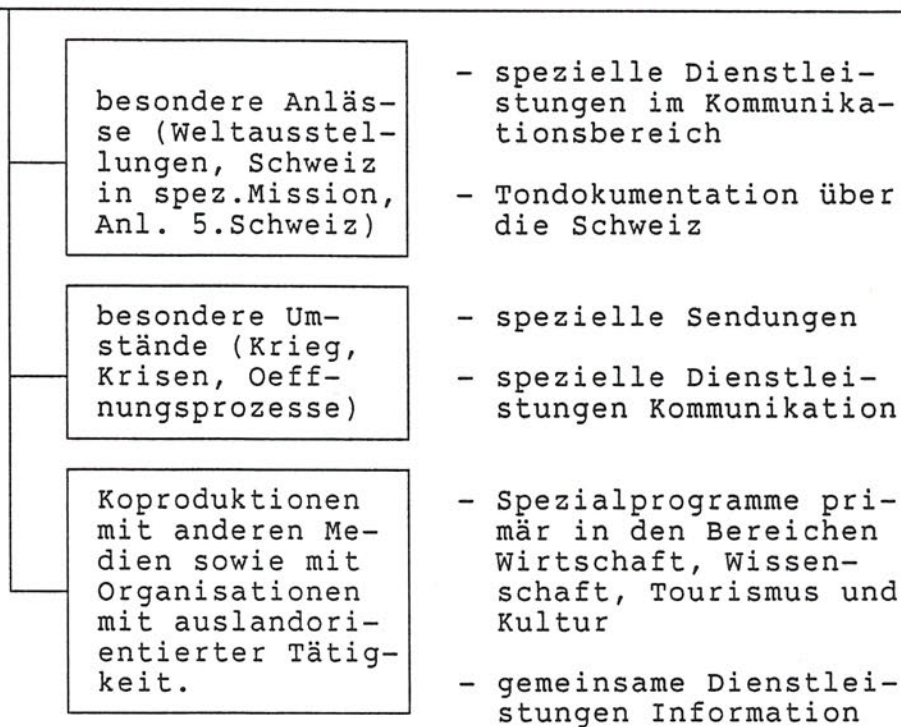 besondere Anläs-
se (Weltausstel-
lungen, Schweiz
in spez.Mission,
Anl. 5.Schweiz)
- spezielle Dienstlei-
stungen im Kommunika-
tionsbereich
- Tondokumentation über
die Schweiz
besondere Um-
stände (Krieg,
Krisen, Oeff-
nungsprozesse)
- spezielle Sendungen
- spezielle Dienstlei-
stungen Kommunikation
Koproduktionen
mit anderen Me-
dien sowie mit
Organisationen
mit auslandori-
entierter Tätig-
keit.
- Spezialprogramme pri-
mär in den Bereichen
Wirtschaft, Wissen-
schaft, Tourismus und
Kultur
- gemeinsame Dienstlei-
stungen Information